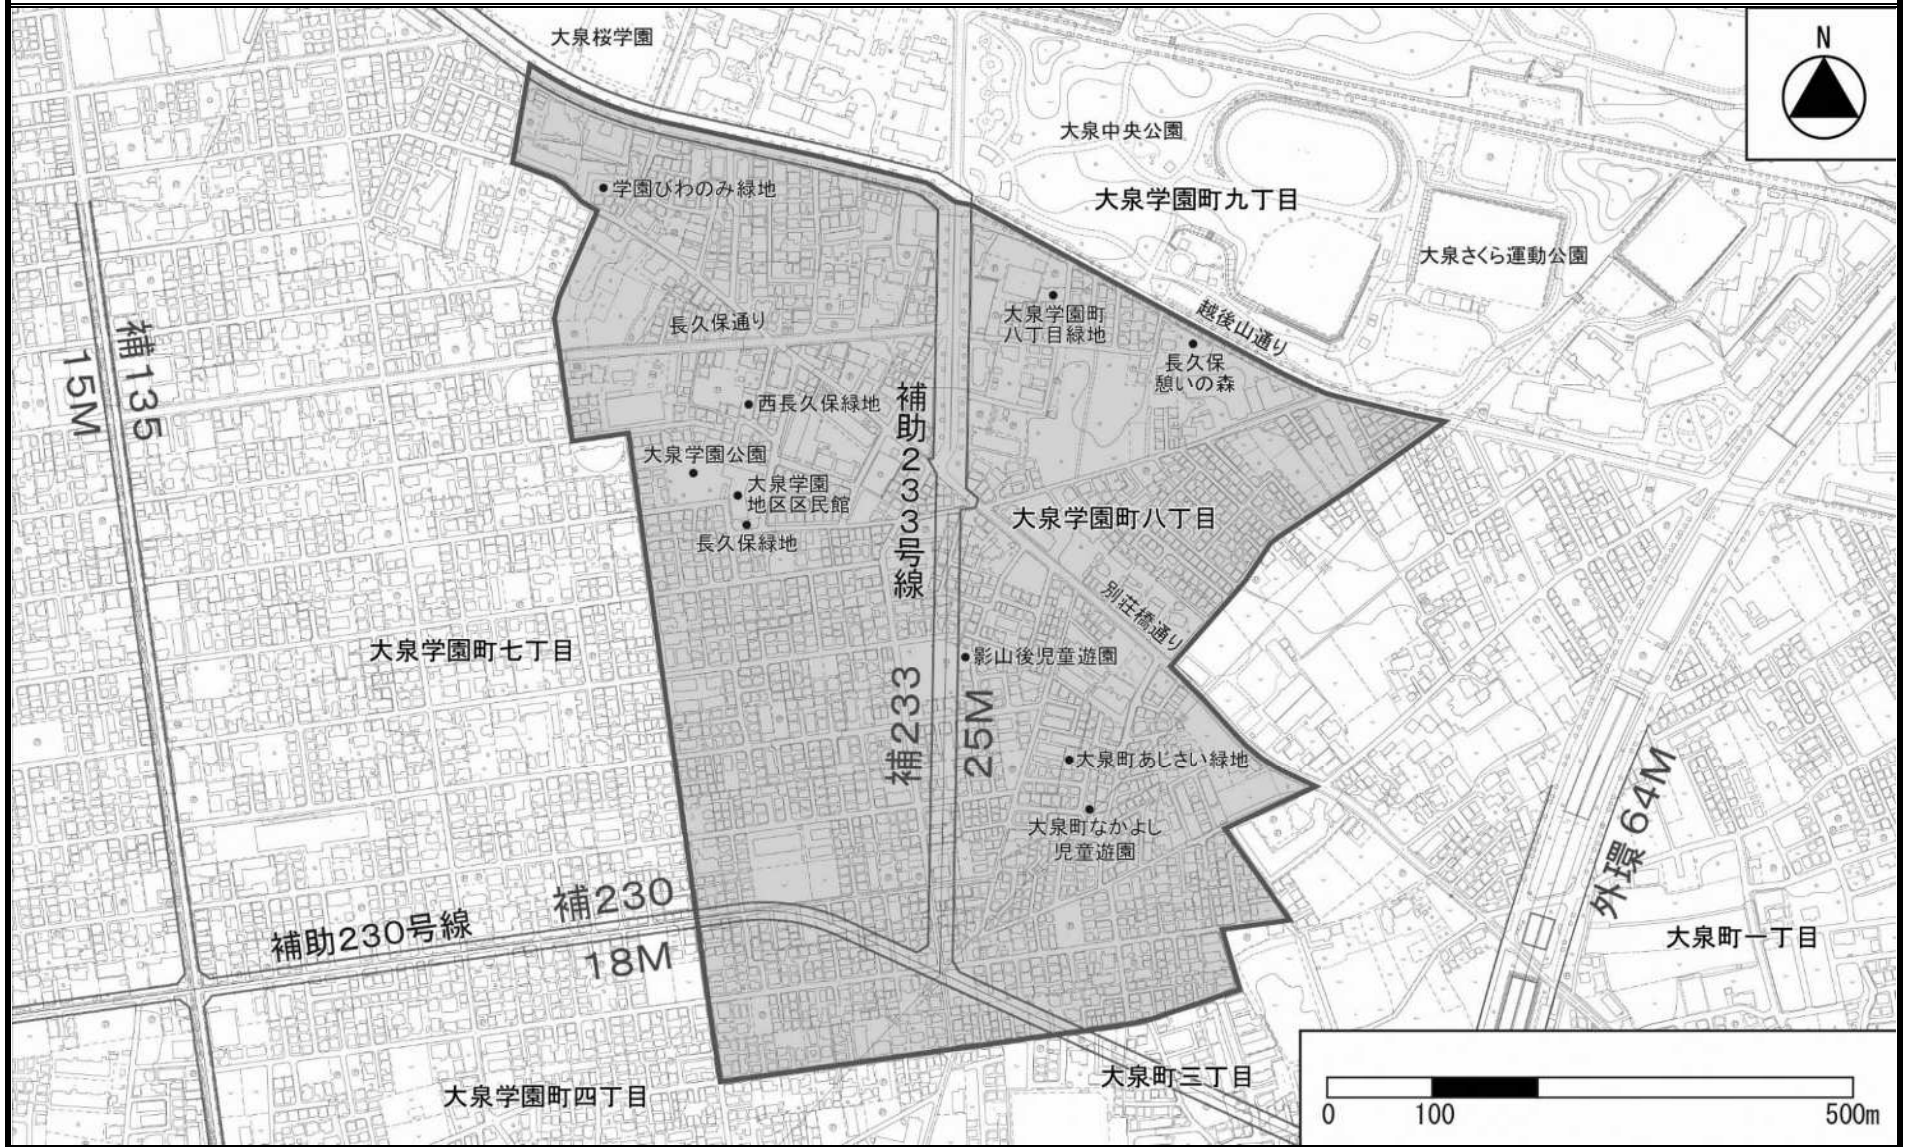 大泉桜学園
N
大泉中央公園
学園びわのみ緑地
大泉学園町九丁目
大泉さくら運動公園
大泉学園町
八丁目緑地
越後山通り
長久保通り
補135
15M
長久保
憩いの森
西長久保緑地
補助233号線
大泉学園公園
大泉学園
地区区民館
長久保緑地
大泉学園町八丁目
別荘橋通り
大泉学園町七丁目
影山後児童遊園
補233
25M
大泉町あじさい緑地
大泉町なかよし
児童遊園
外環64M
補230
補助230号線
18M
大泉町一丁目
大泉町三丁目
大泉学園町四丁目
0 100 500m